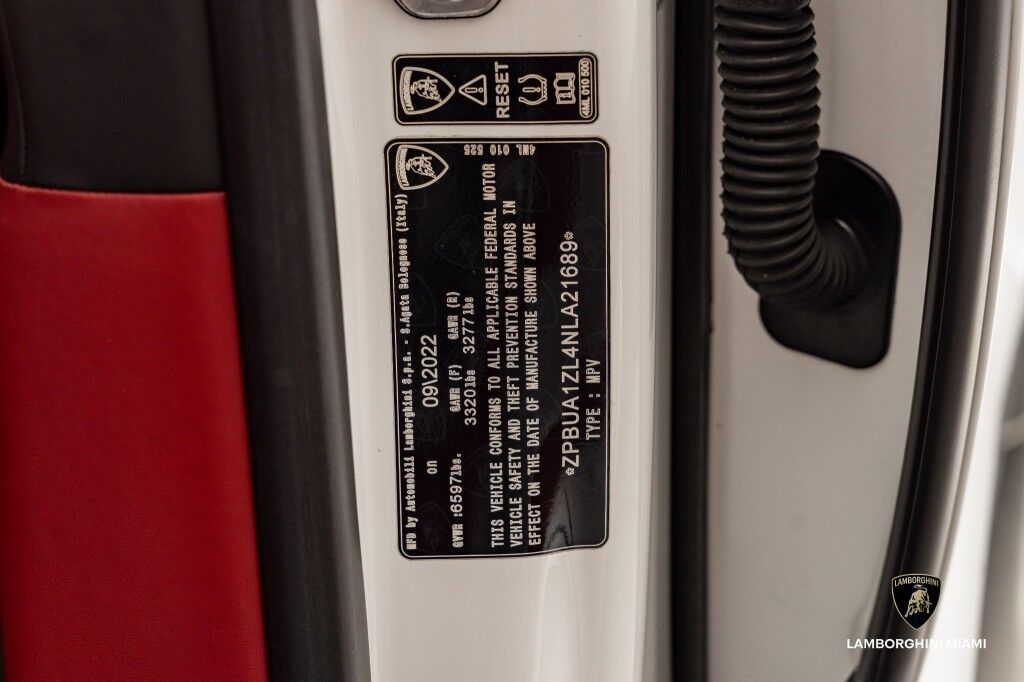 LAMBORGHINI
RESET
4ML 010 500
4ML 010 525
MFD by Automobili Lamborghini S.p.a. - S.Agata Bolognese (Italy)
on 09\2022
GVWR :6597lbs. GAWR (F) GAWR (R)
3320lbs 3277lbs
THIS VEHICLE CONFORMS TO ALL APPLICABLE FEDERAL MOTOR
VEHICLE SAFETY AND THEFT PREVENTION STANDARDS IN
EFFECT ON THE DATE OF MANUFACTURE SHOWN ABOVE
*ZPBUA1ZL4NLA21689*
TYPE : MPV
LAMBORGHINI
LAMBORGHINI
LAMBORGHINI MIAMI